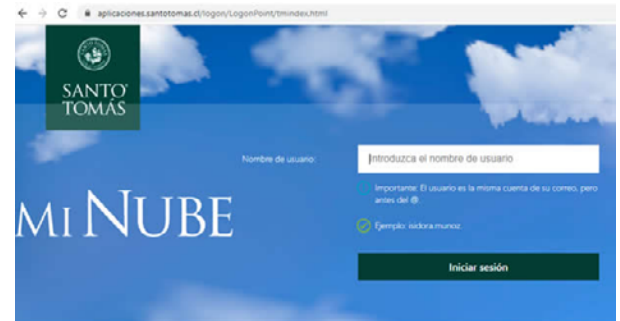 aplicaciones.santotomas.cl/logon/LogonPoint/tmindex.html
SANTO
TOMÁS
Nombre de usuario:
Introduzca el nombre de usuario
Importante: El usuario es la misma cuenta de su correo, pero
antes del @.
MI NUBE
Ejemplo: isidora.munoz
Iniciar sesión